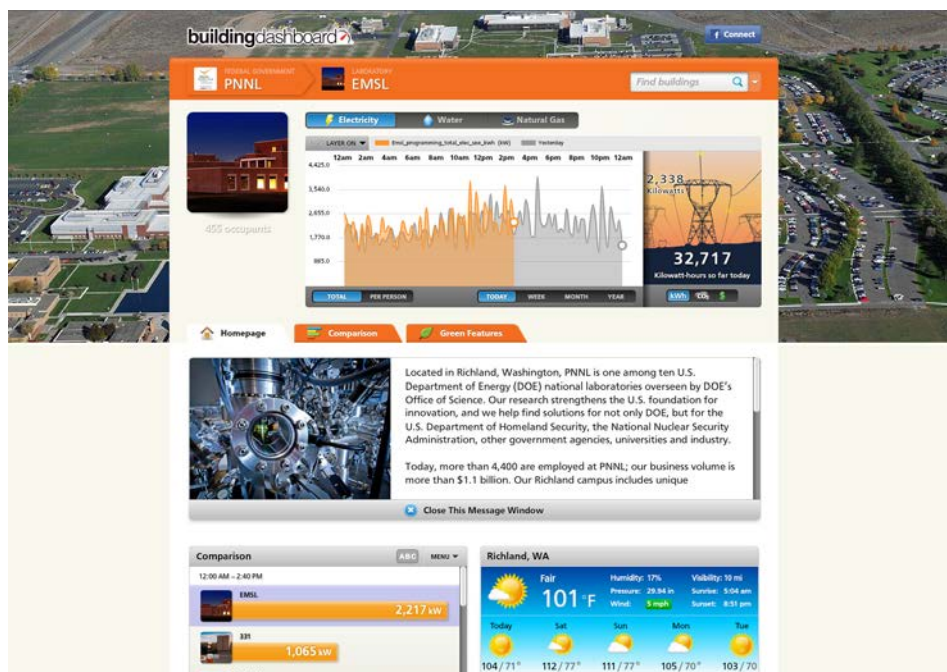 buildingdashboard
Connect
FEDERAL GOVERNMENT
PNNL
LABORATORY
EMSL
Find buildings
455 occupants
Electricity
Water
Natural Gas
LAYER ON
Emsl_programming_total_elec_use_kwh (kW)
Yesterday
12am 2am 4am 6am 8am 10am 12pm 2pm 4pm 6pm 8pm 10pm 12am
4,425.0
3,540.0
2,655.0
1,770.0
885.0
2,338
Kilowatts
32,717
Kilowatt-hours so far today
TOTAL
PER PERSON
TODAY
WEEK
MONTH
YEAR
kWh
CO2
$
Homepage
Comparison
Green Features
Located in Richland, Washington, PNNL is one among ten U.S.
Department of Energy (DOE) national laboratories overseen by DOE's
Office of Science. Our research strengthens the U.S. foundation for
innovation, and we help find solutions for not only DOE, but for the
U.S. Department of Homeland Security, the National Nuclear Security
Administration, other government agencies, universities and industry.
Today, more than 4,400 are employed at PNNL; our business volume is
more than $1.1 billion. Our Richland campus includes unique
Close This Message Window
Comparison
ABC
MENU
12:00 AM – 2:40 PM
EMSL
2,217 kW
331
1,065 kW
Richland, WA
Fair
101 °F
Humidity: 17%
Pressure: 29.94 in
Wind: 5 mph
Visibility: 10 mi
Sunrise: 5:04 am
Sunset: 8:51 pm
Today
Sat
Sun
Mon
Tue
104 / 71°
112 / 77°
111 / 77°
105 / 70°
103 / 70